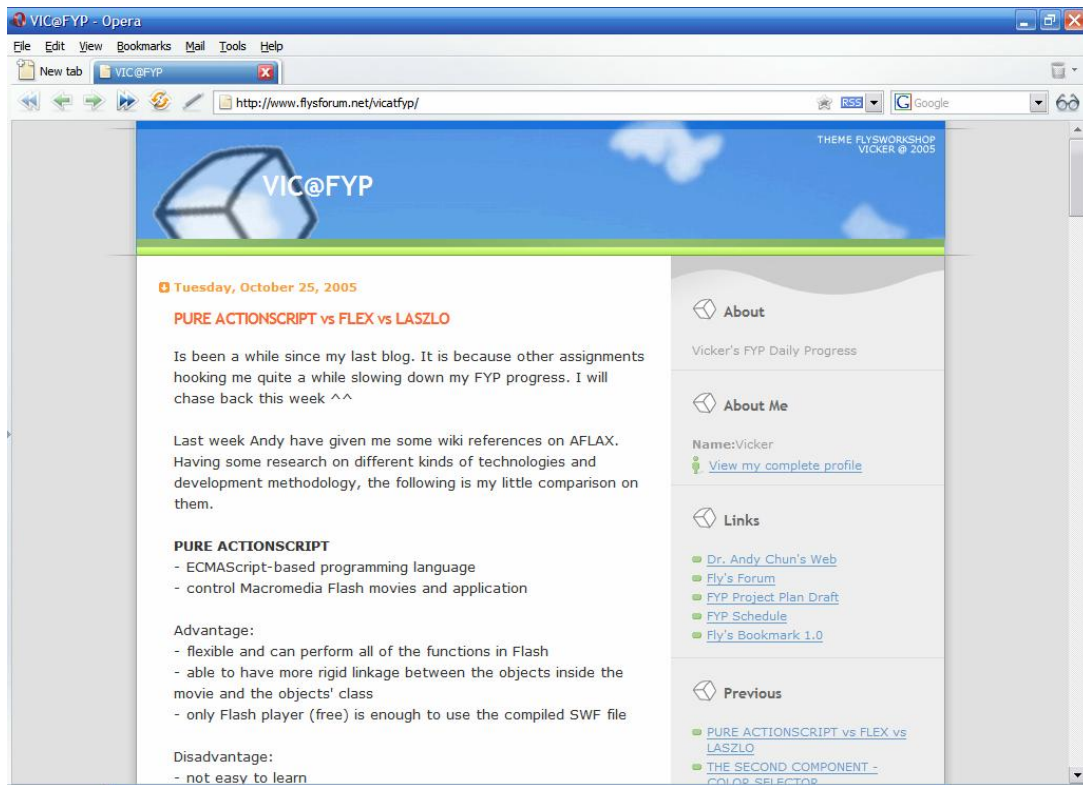 VIC@FYP - Opera
File Edit View Bookmarks Mail Tools Help
New tab VIC@FYP
http://www.flysforum.net/vicatfyp/ RSS G Google
THEME FLYSWORKSHOP
VICKER @ 2005
VIC@FYP
Tuesday, October 25, 2005
PURE ACTIONSCRIPT vs FLEX vs LASZLO
Is been a while since my last blog. It is because other assignments
hooking me quite a while slowing down my FYP progress. I will
chase back this week ^^
Last week Andy have given me some wiki references on AFLAX.
Having some research on different kinds of technologies and
development methodology, the following is my little comparison on
them.
PURE ACTIONSCRIPT
- ECMAScript-based programming language
- control Macromedia Flash movies and application
Advantage:
- flexible and can perform all of the functions in Flash
- able to have more rigid linkage between the objects inside the
movie and the objects' class
- only Flash player (free) is enough to use the compiled SWF file
Disadvantage:
- not easy to learn
About
Vicker's FYP Daily Progress
About Me
Name:Vicker
View my complete profile
Links
Dr. Andy Chun's Web
Fly's Forum
FYP Project Plan Draft
FYP Schedule
Fly's Bookmark 1.0
Previous
PURE ACTIONSCRIPT vs FLEX vs
LASZLO
THE SECOND COMPONENT -
COLOR SELECTOR